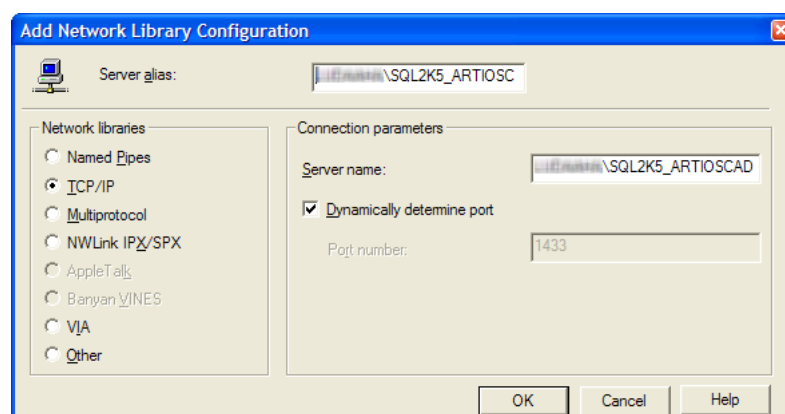 Add Network Library Configuration
Server alias:
\SQL2K5_ARTIOSC
Network libraries
Named Pipes
TCP/IP
Multiprotocol
NWLink IPX/SPX
AppleTalk
Banyan VINES
VIA
Other
Connection parameters
Server name:
\SQL2K5_ARTIOSCAD
Dynamically determine port
Port number:
1433
OK
Cancel
Help